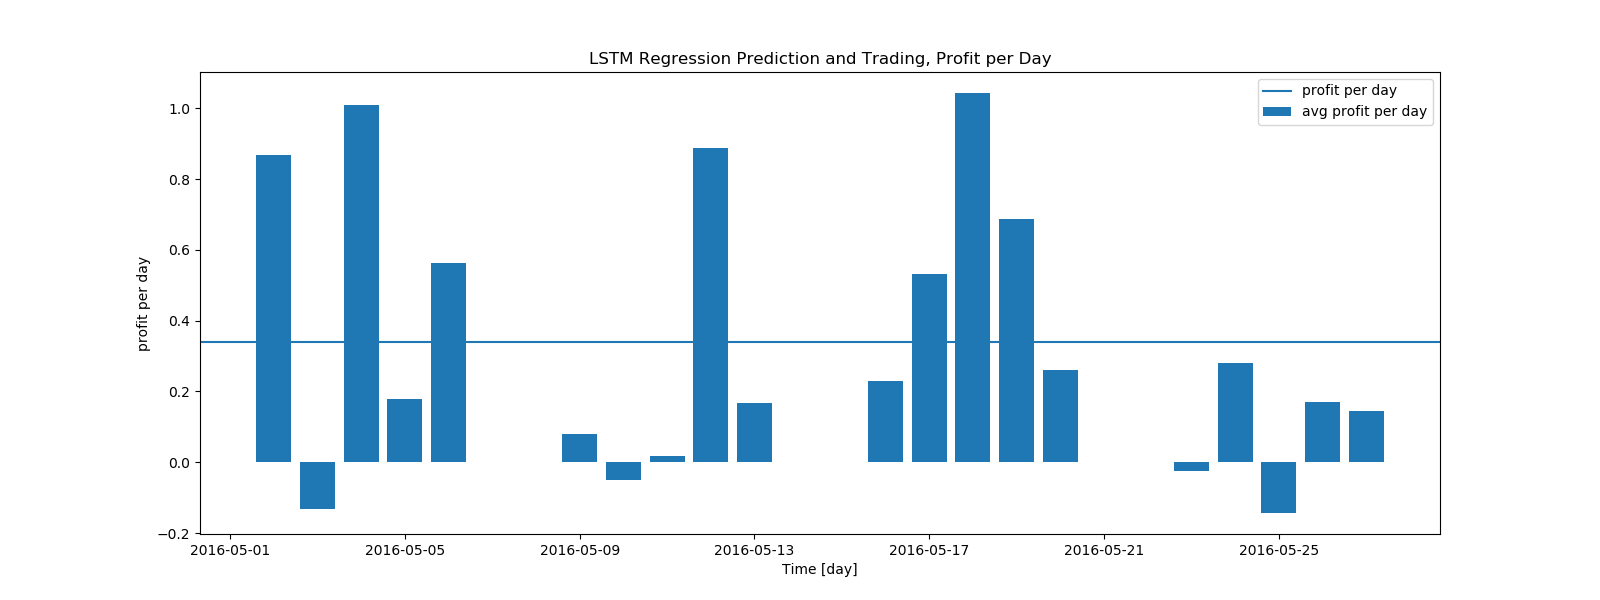 LSTM Regression Prediction and Trading, Profit per Day
profit per day
avg profit per day
profit per day
1.0
0.8
0.6
0.4
0.2
0.0
−0.2
2016-05-01
2016-05-05
2016-05-09
2016-05-13
2016-05-17
2016-05-21
2016-05-25
Time [day]